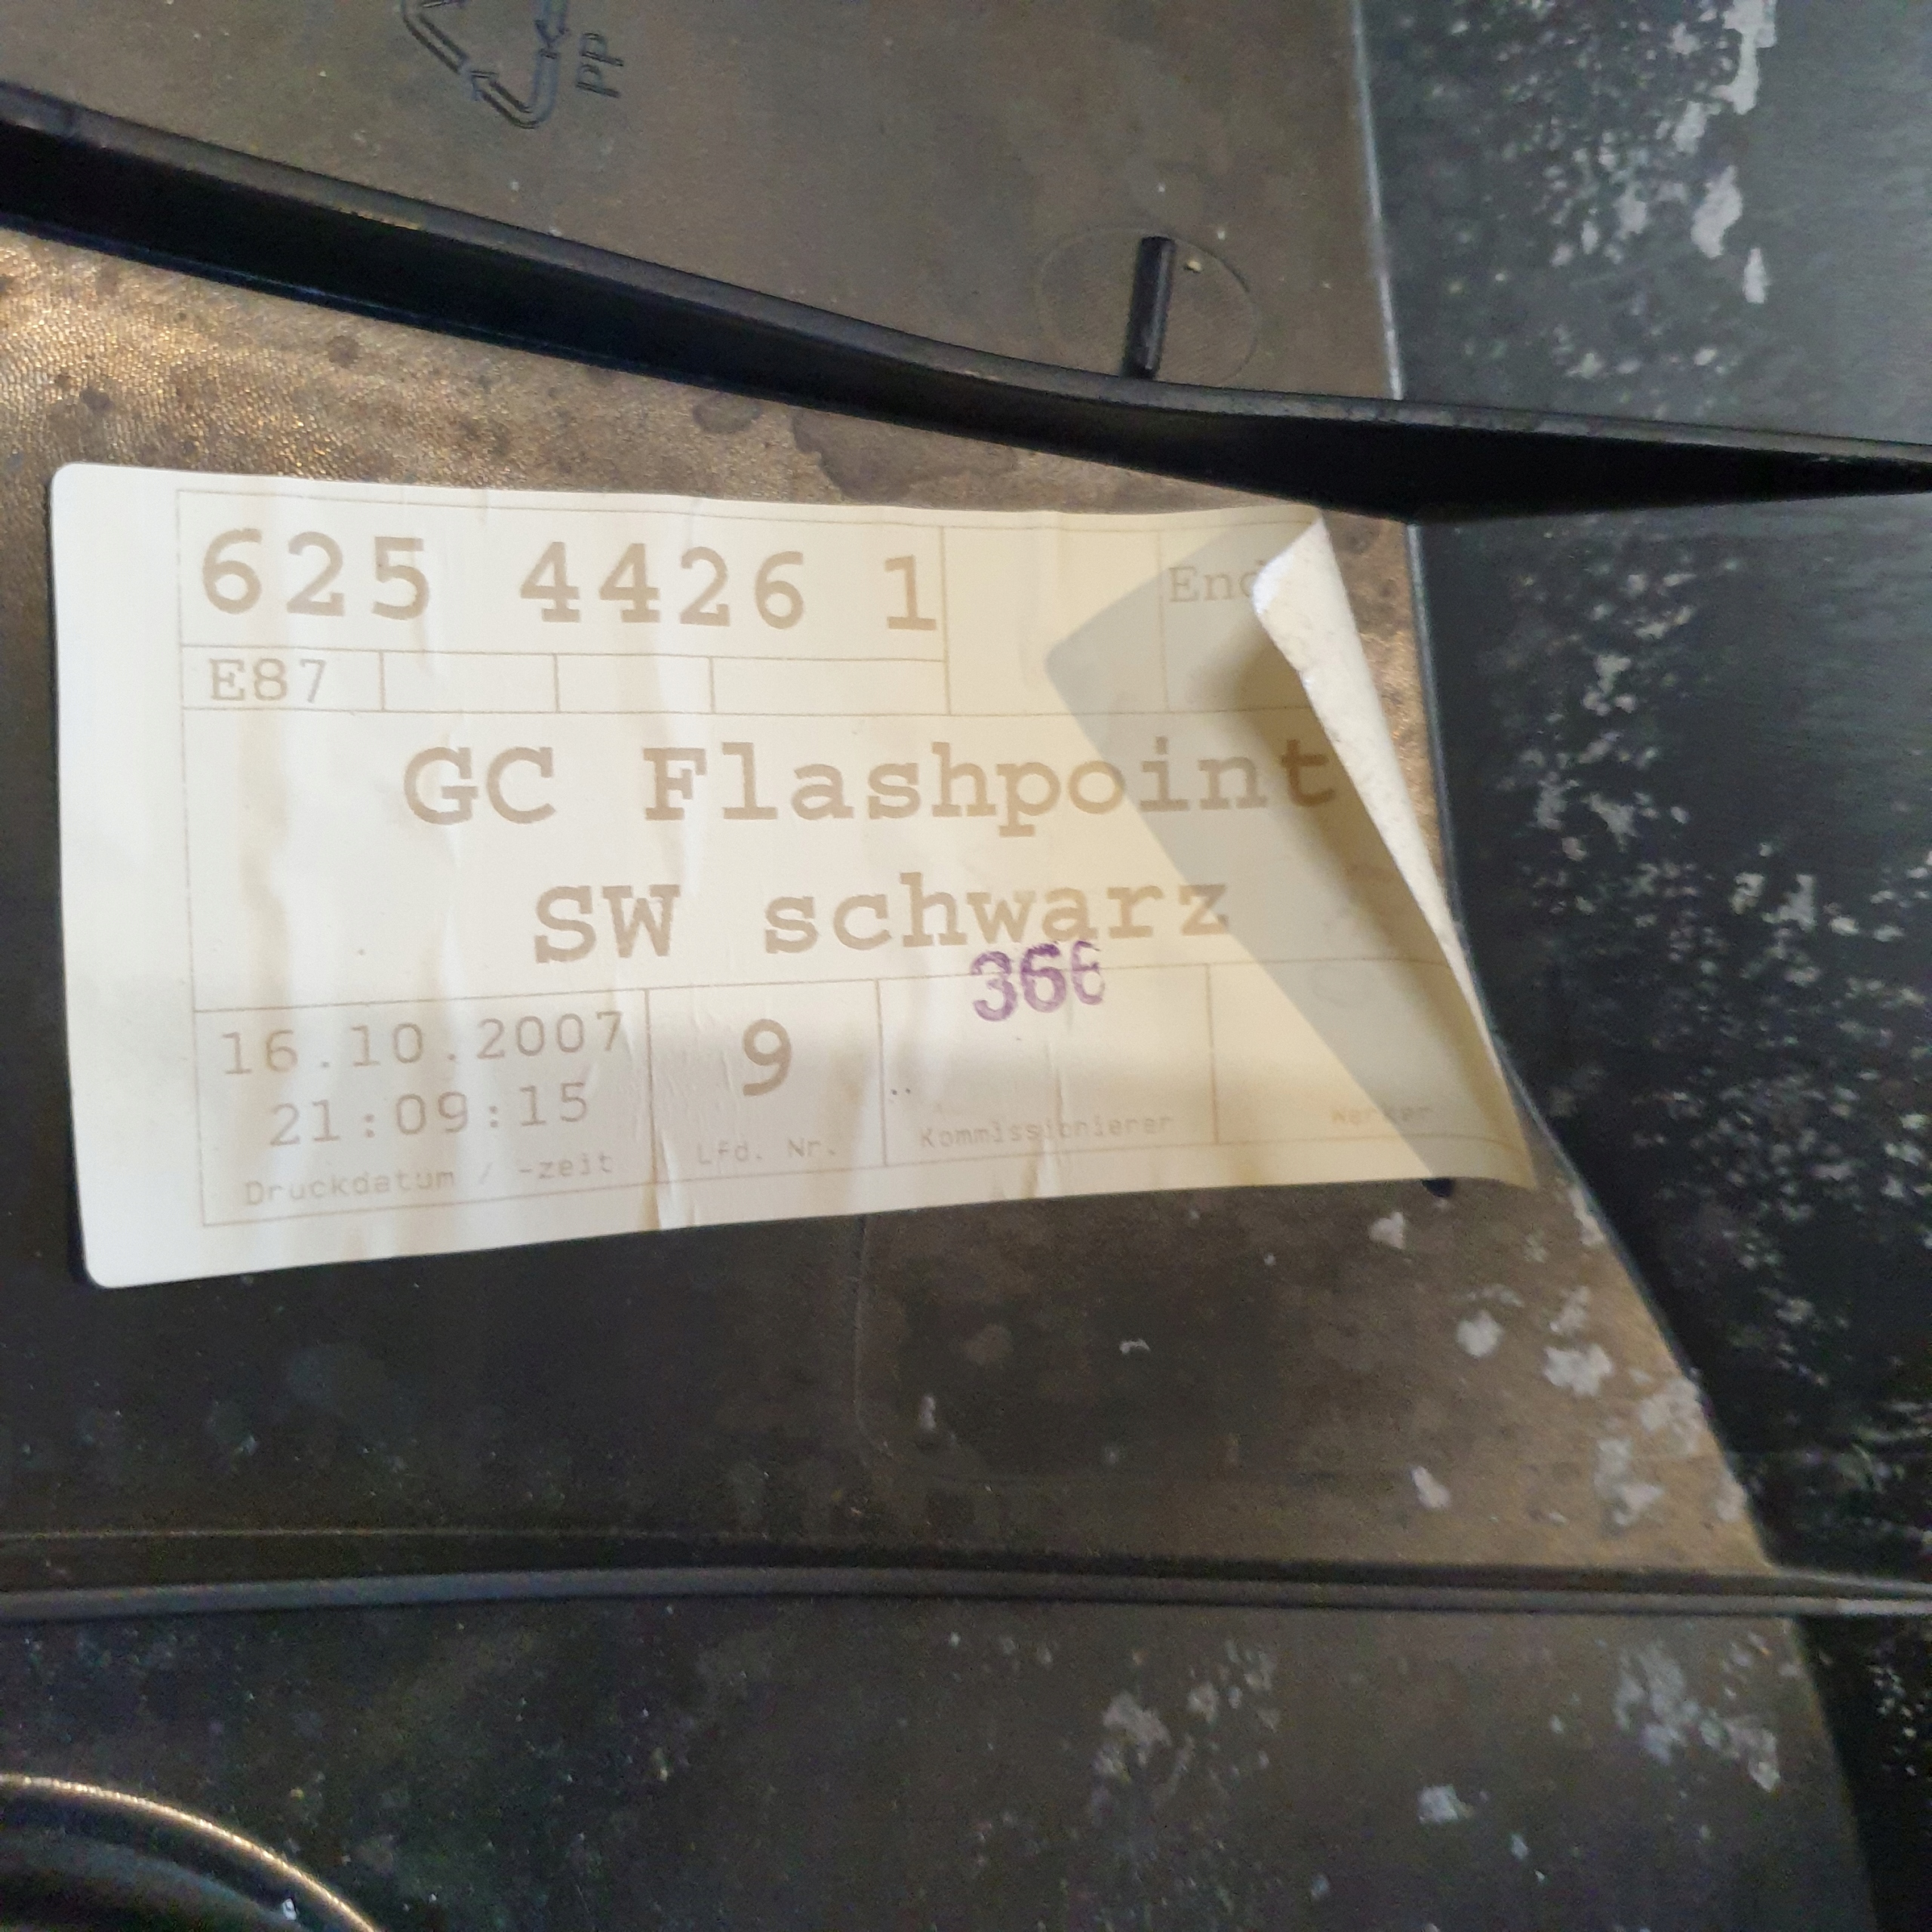 PP
625 4426 1
End
E87
GC Flashpoint
SW schwarz
366
16.10.2007
21:09:15
9
..
Druckdatum / -zeit
Lfd. Nr.
Kommissionierer
Werker